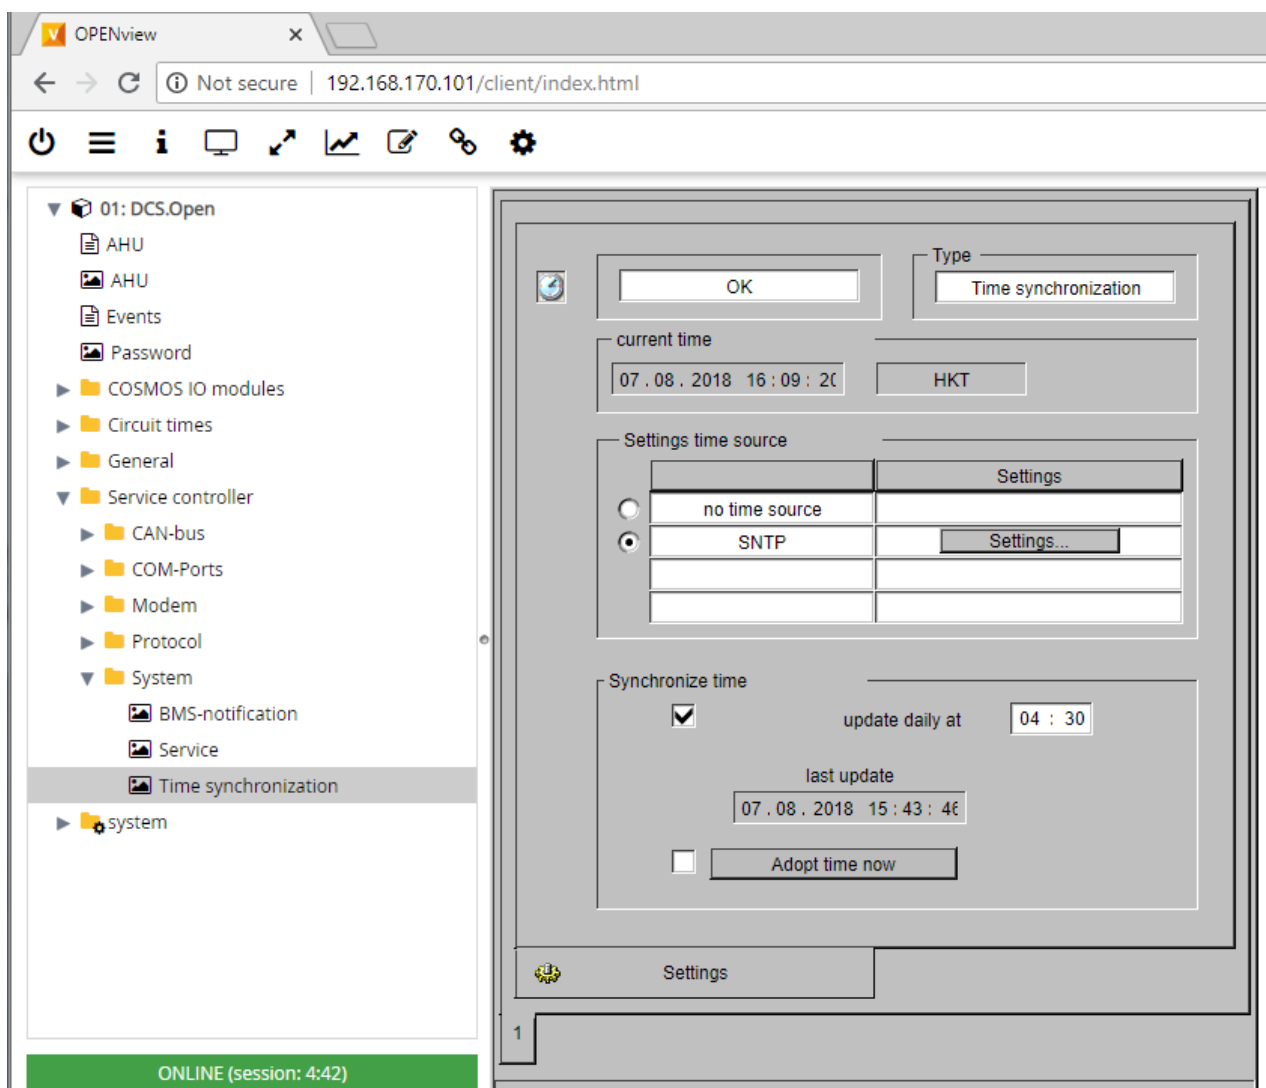 OPENview
Not secure | 192.168.170.101/client/index.html
01: DCS.Open
AHU
AHU
Events
Password
COSMOS IO modules
Circuit times
General
Service controller
CAN-bus
COM-Ports
Modem
Protocol
System
BMS-notification
Service
Time synchronization
system
ONLINE (session: 4:42)
OK
Type
Time synchronization
current time
07.08.2018 16:09:20
HKT
Settings time source
Settings
no time source
SNTP
Settings...
Synchronize time
update daily at
04 : 30
last update
07.08.2018 15:43:46
Adopt time now
Settings
1